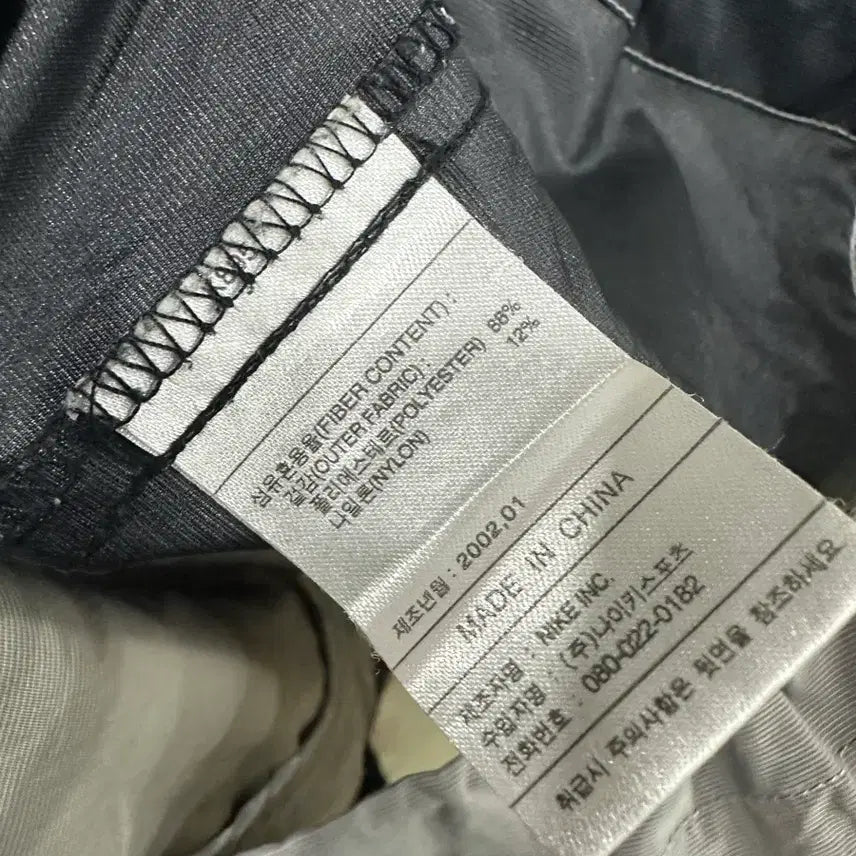 섬유혼용율(FIBER CONTENT) :
겉감(OUTER FABRIC) :
폴리에스테르(POLYESTER) 88%
나일론(NYLON) 12%
제조년월 : 2002.01
MADE IN CHINA
제조자명 : NIKE INC.
수입자명 : (주)나이키스포츠
전화번호 : 080-022-0182
취급시 주의사항은 뒷면을 참조하세요